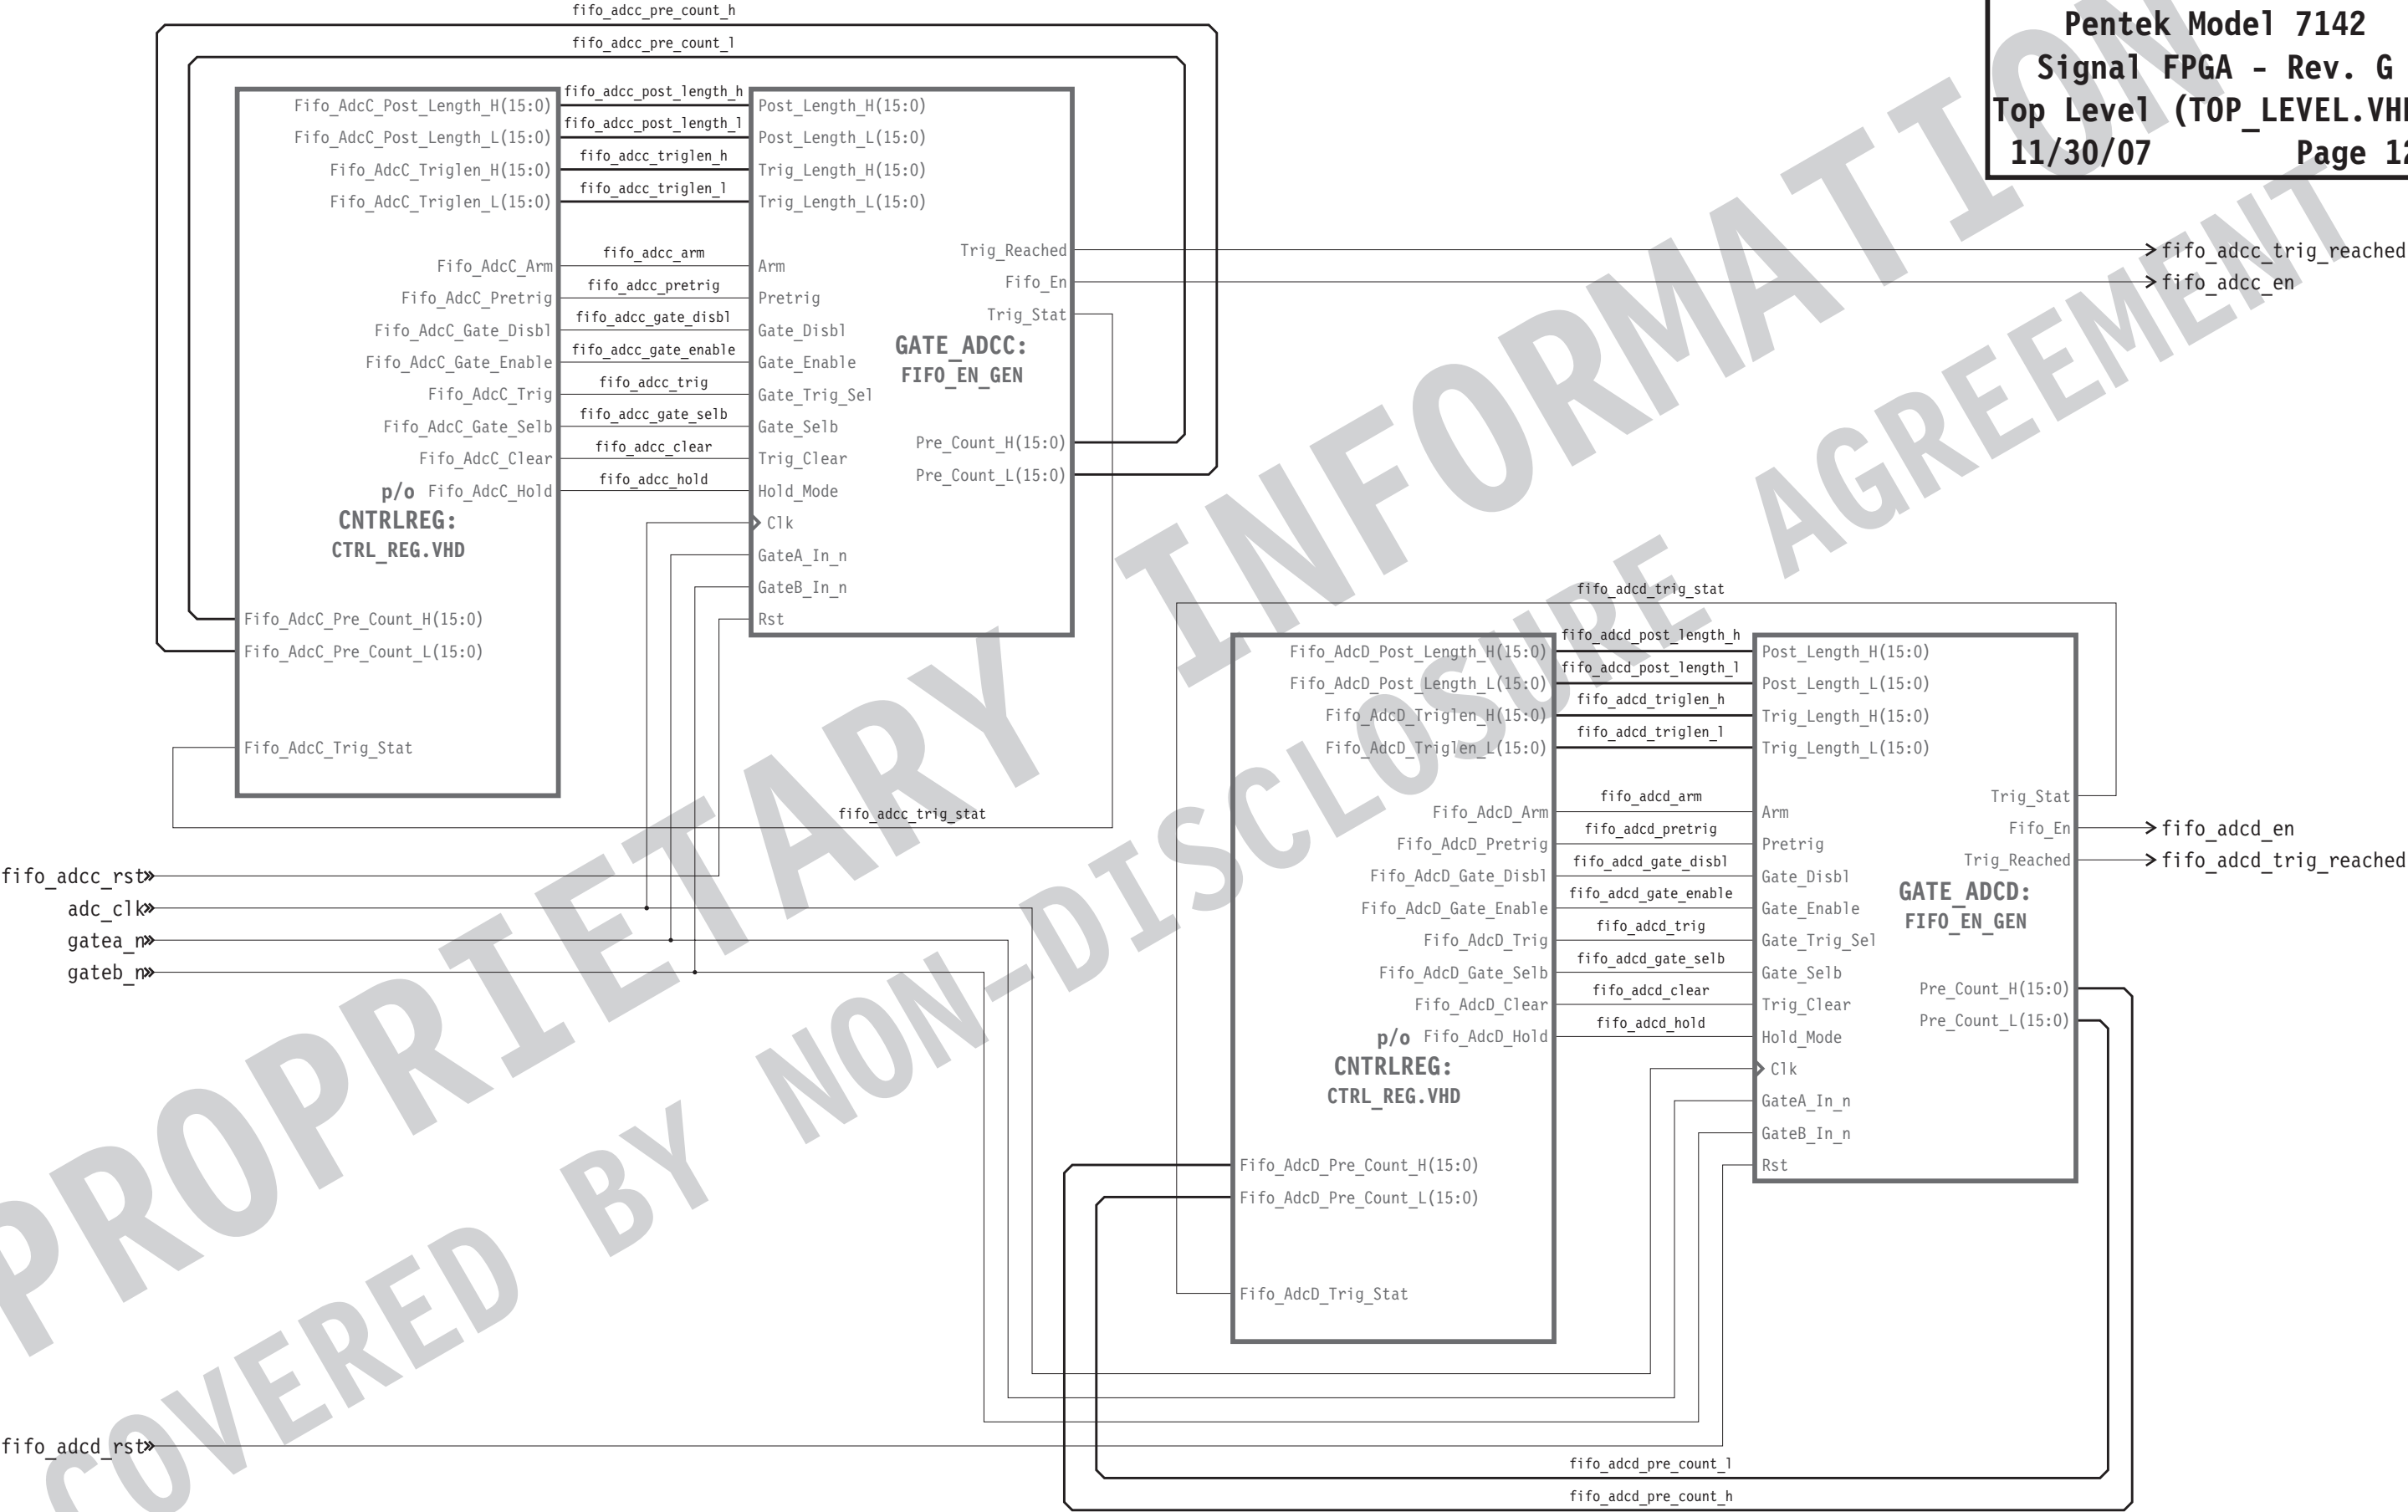 Pentek Model 7142
Signal FPGA - Rev. G
Top Level (TOP_LEVEL.VH
11/30/07 Page 12
fifo_adcc_pre_count_h
fifo_adcc_pre_count_l
Fifo_AdcC_Post_Length_H(15:0) fifo_adcc_post_length_h Post_Length_H(15:0)
Fifo_AdcC_Post_Length_L(15:0) fifo_adcc_post_length_l Post_Length_L(15:0)
Fifo_AdcC_Triglen_H(15:0) fifo_adcc_triglen_h Trig_Length_H(15:0)
Fifo_AdcC_Triglen_L(15:0) fifo_adcc_triglen_l Trig_Length_L(15:0)
Trig_Reached fifo_adcc_trig_reached
Fifo_AdcC_Arm fifo_adcc_arm Arm
Fifo_En fifo_adcc_en
Fifo_AdcC_Pretrig fifo_adcc_pretrig Pretrig
Trig_Stat
Fifo_AdcC_Gate_Disbl fifo_adcc_gate_disbl Gate_Disbl
GATE_ADCC:
Fifo_AdcC_Gate_Enable fifo_adcc_gate_enable Gate_Enable
FIFO_EN_GEN
Fifo_AdcC_Trig fifo_adcc_trig Gate_Trig_Sel
Fifo_AdcC_Gate_Selb fifo_adcc_gate_selb Gate_Selb
Pre_Count_H(15:0)
Fifo_AdcC_Clear fifo_adcc_clear Trig_Clear
Pre_Count_L(15:0)
p/o Fifo_AdcC_Hold fifo_adcc_hold Hold_Mode
CNTRLREG:
CTRL_REG.VHD
Clk
GateA_In_n
GateB_In_n
Rst
Fifo_AdcC_Pre_Count_H(15:0)
Fifo_AdcC_Pre_Count_L(15:0)
Fifo_AdcC_Trig_Stat
fifo_adcc_trig_stat
fifo_adcc_rst
adc_clk
gatea_n
gateb_n
fifo_adcd_trig_stat
Fifo_AdcD_Post_Length_H(15:0) fifo_adcd_post_length_h Post_Length_H(15:0)
Fifo_AdcD_Post_Length_L(15:0) fifo_adcd_post_length_l Post_Length_L(15:0)
Fifo_AdcD_Triglen_H(15:0) fifo_adcd_triglen_h Trig_Length_H(15:0)
Fifo_AdcD_Triglen_L(15:0) fifo_adcd_triglen_l Trig_Length_L(15:0)
Trig_Stat
Fifo_AdcD_Arm fifo_adcd_arm Arm
Fifo_En fifo_adcd_en
Fifo_AdcD_Pretrig fifo_adcd_pretrig Pretrig
Trig_Reached fifo_adcd_trig_reached
Fifo_AdcD_Gate_Disbl fifo_adcd_gate_disbl Gate_Disbl
GATE_ADCD:
Fifo_AdcD_Gate_Enable fifo_adcd_gate_enable Gate_Enable
FIFO_EN_GEN
Fifo_AdcD_Trig fifo_adcd_trig Gate_Trig_Sel
Fifo_AdcD_Gate_Selb fifo_adcd_gate_selb Gate_Selb
Pre_Count_H(15:0)
Fifo_AdcD_Clear fifo_adcd_clear Trig_Clear
Pre_Count_L(15:0)
p/o Fifo_AdcD_Hold fifo_adcd_hold Hold_Mode
CNTRLREG:
CTRL_REG.VHD
Clk
GateA_In_n
GateB_In_n
Rst
Fifo_AdcD_Pre_Count_H(15:0)
Fifo_AdcD_Pre_Count_L(15:0)
Fifo_AdcD_Trig_Stat
fifo_adcd_rst
fifo_adcd_pre_count_l
fifo_adcd_pre_count_h
PROPRIETARY INFORMATION
COVERED BY NON-DISCLOSURE AGREEMENT